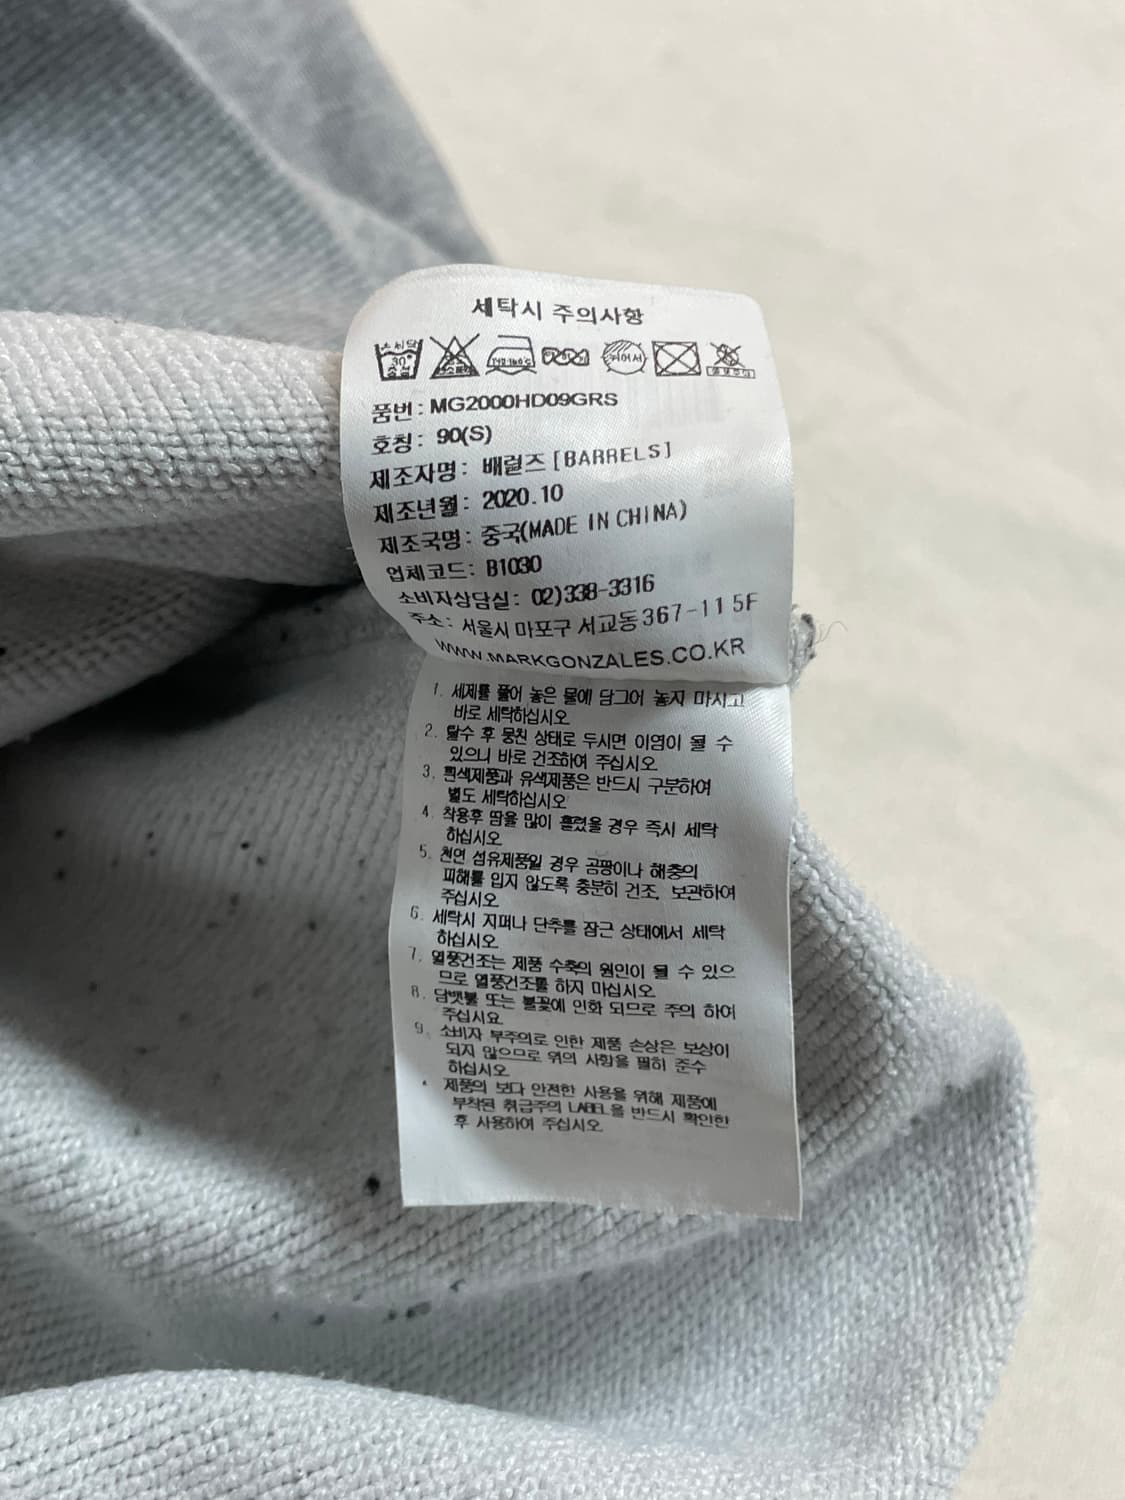 세탁시 주의사항
30°
품번: MG2000HD09GRS
호칭: 90(S)
제조자명: 배럴즈 [BARRELS]
제조년월: 2020.10
제조국명: 중국(MADE IN CHINA)
업체코드: B1030
소비자상담실: 02)338-3316
주소: 서울시 마포구 서교동 367-11 5F
WWW.MARKGONZALES.CO.KR
1. 세제를 풀어 놓은 물에 담그어 놓지 마시고
바로 세탁하십시오
2. 탈수 후 뭉친 상태로 두시면 이염이 될 수
있으니 바로 건조하여 주십시오
3. 흰색제품과 유색제품은 반드시 구분하여
별도 세탁하십시오
4. 착용후 땀을 많이 흘렸을 경우 즉시 세탁
하십시오
5. 천연 섬유제품일 경우 곰팡이나 해충의
피해를 입지 않도록 충분히 건조, 보관하여
주십시오
6. 세탁시 지퍼나 단추를 잠근 상태에서 세탁
하십시오
7. 열풍건조는 제품 수축의 원인이 될 수 있으
므로 열풍건조를 하지 마십시오
8. 담뱃불 또는 불꽃에 인화 되므로 주의 하여
주십시요
9. 소비자 부주의로 인한 제품 손상은 보상이
되지 않으므로 위의 사항을 필히 준수
하십시오
제품의 보다 안전한 사용을 위해 제품에
부착된 취급주의 LABEL을 반드시 확인한
후 사용하여 주십시오